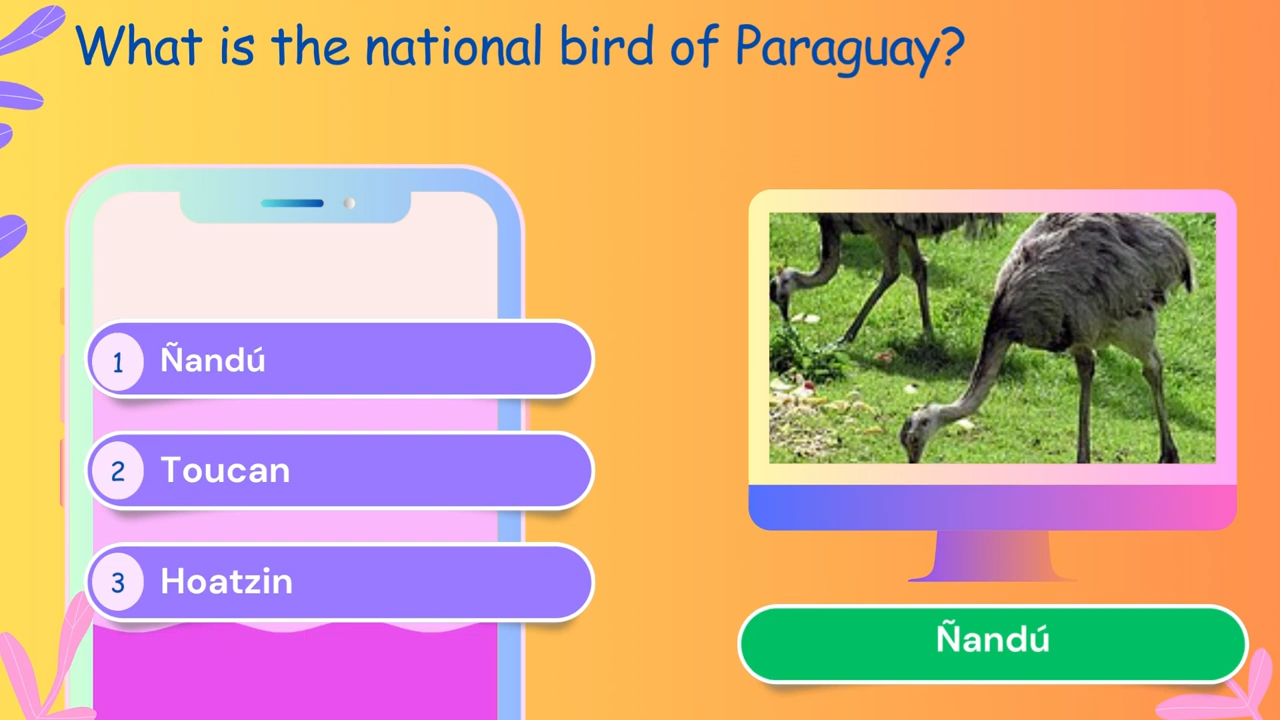 What is the national bird of Paraguay?
1 Ñandú
2 Toucan
3 Hoatzin
Ñandú